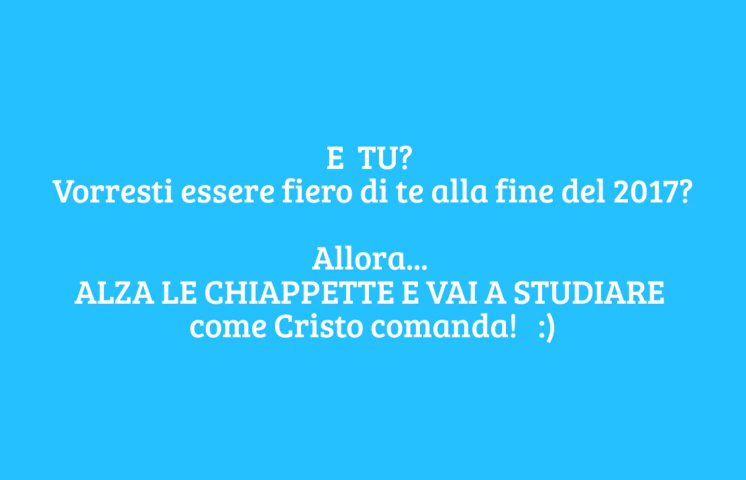 E TU?
Vorresti essere fiero di te alla fine del 2017?
Allora...
ALZA LE CHIAPPETTE E VAI A STUDIARE
come Cristo comanda! :)